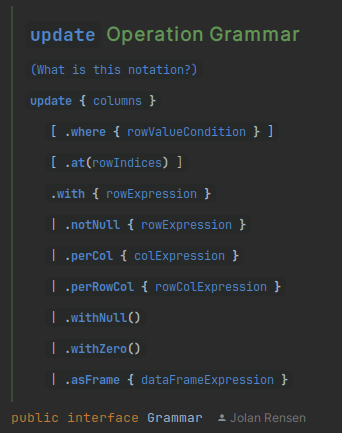 update Operation Grammar
(What is this notation?)
update { columns }
[ .where { rowValueCondition } ]
[ .at(rowIndices) ]
.with { rowExpression }
| .notNull { rowExpression }
| .perCol { colExpression }
| .perRowCol { rowColExpression }
| .withNull()
| .withZero()
| .asFrame { dataFrameExpression }
public interface Grammar Jolan Rensen